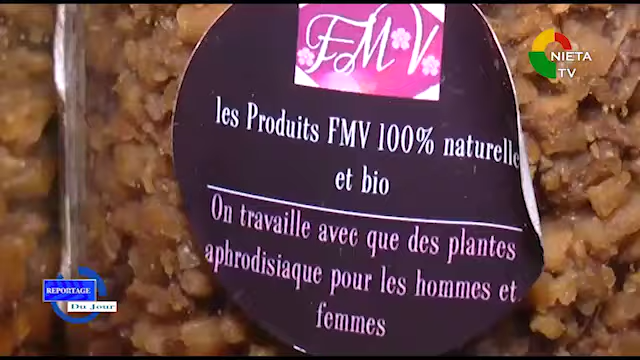 FMV
NIETA
TV
les Produits FMV 100% naturelle
et bio
On travaille avec que des plantes
aphrodisiaque pour les hommes et
femmes
REPORTAGE
Du Jour